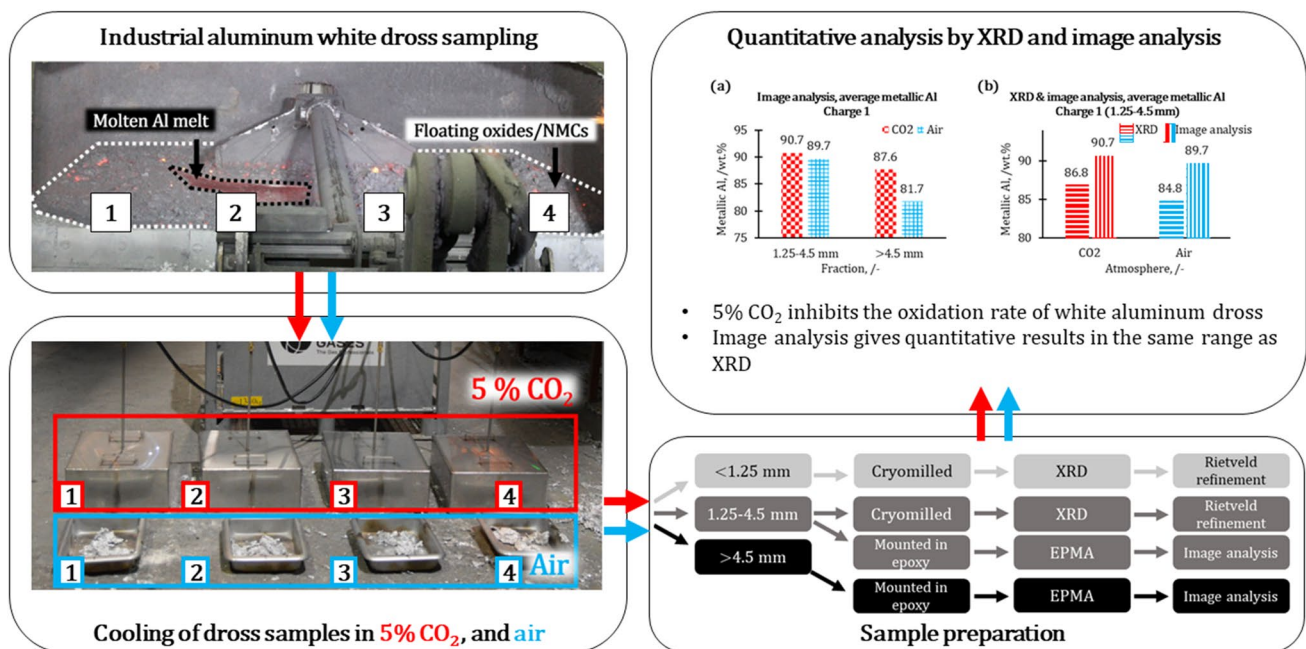 Industrial aluminum white dross sampling
Molten Al melt
Floating oxides/NMCs
1
2
3
4
GASES
5 % CO₂
1
2
3
4
1
2
3
4
Air
Cooling of dross samples in 5% CO₂, and air
Quantitative analysis by XRD and image analysis
(a)
Image analysis, average metallic Al
Charge 1
CO2
Air
Metallic Al, /wt.%
95
90
85
80
75
90.7
89.7
87.6
81.7
1.25-4.5 mm
>4.5 mm
Fraction, /-
(b)
XRD & image analysis, average metallic Al
Charge 1 (1.25-4.5 mm)
XRD
Image analysis
Metallic Al, /wt.%
95
90
85
80
86.8
90.7
84.8
89.7
CO2
Air
Atmosphere, /-
• 5% CO₂ inhibits the oxidation rate of white aluminum dross
• Image analysis gives quantitative results in the same range as
XRD
<1.25 mm
Cryomilled
XRD
Rietveld
refinement
1.25-4.5 mm
Cryomilled
XRD
Rietveld
refinement
Mounted in
epoxy
EPMA
Image analysis
>4.5 mm
Mounted in
epoxy
EPMA
Image analysis
Sample preparation